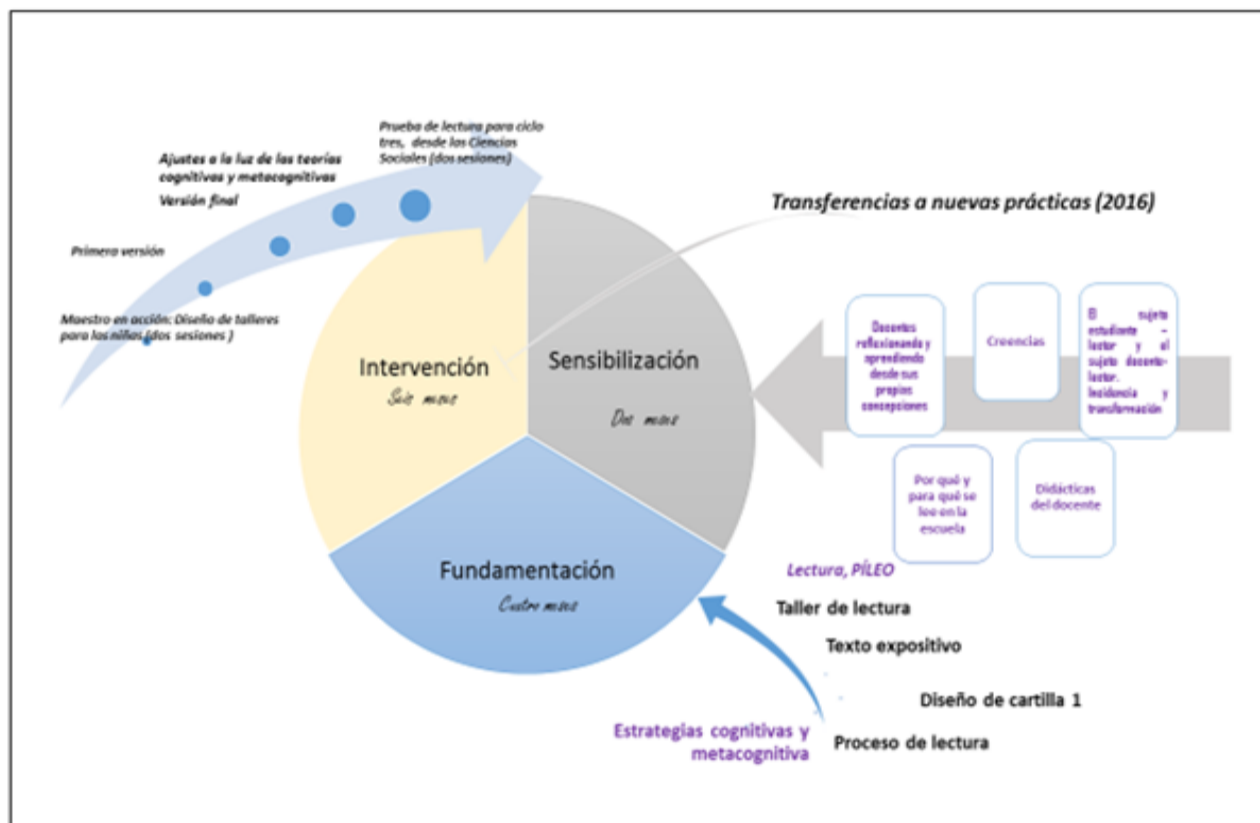 Prueba de lectura para ciclo
tres, desde las Ciencias
Sociales (dos sesiones)
Ajustes a la luz de las teorías
cognitivas y metacognitivas
Versión final
Primera versión
Maestro en acción: Diseño de talleres
para las niñas (dos sesiones )
Transferencias a nuevas prácticas (2016)
Intervención
Seis meses
Sensibilización
Dos meses
Fundamentación
Cuatro meses
Docentes
reflexionando y
aprendiendo
desde sus
propias
concepciones
Creencias
El sujeto
estudiante –
lector y el
sujeto docente-
lector.
Incidencia y
transformación
Por qué y
para qué se
lee en la
escuela
Didácticas
del docente
Lectura, PÍLEO
Taller de lectura
Texto expositivo
Diseño de cartilla 1
Proceso de lectura
Estrategias cognitivas y
metacognitiva